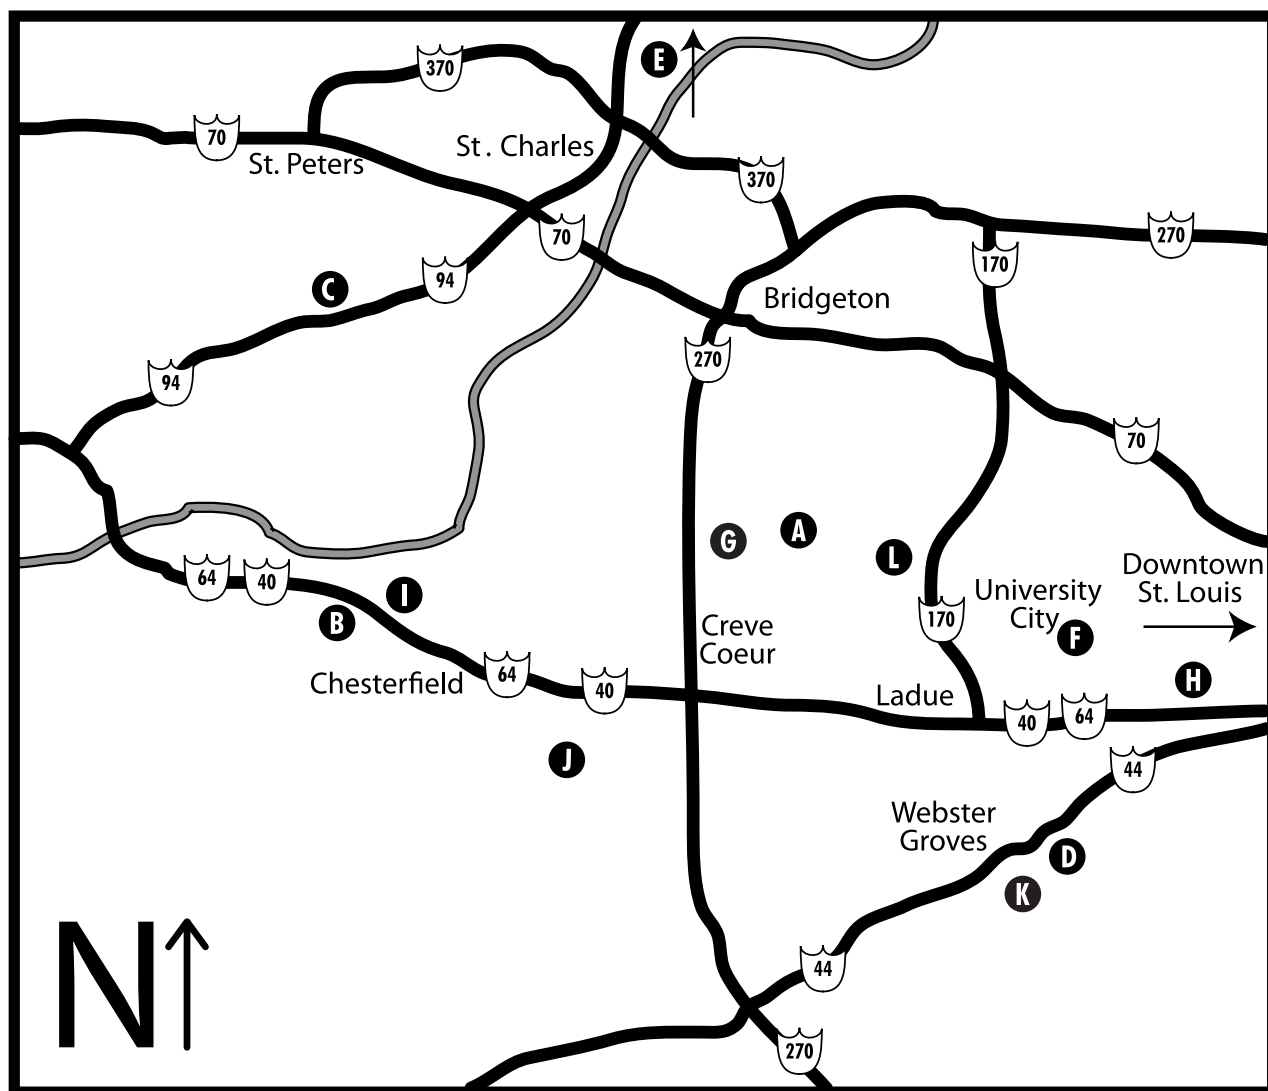 E
370
70
St. Charles
St. Peters
370
70
270
170
94
C
Bridgeton
270
94
70
G
A
L
Downtown
St. Louis
64
40
I
University
City
170
B
Creve
Coeur
F
Chesterfield
64
40
Ladue
H
40
64
J
44
Webster
Groves
D
K
44
N
270